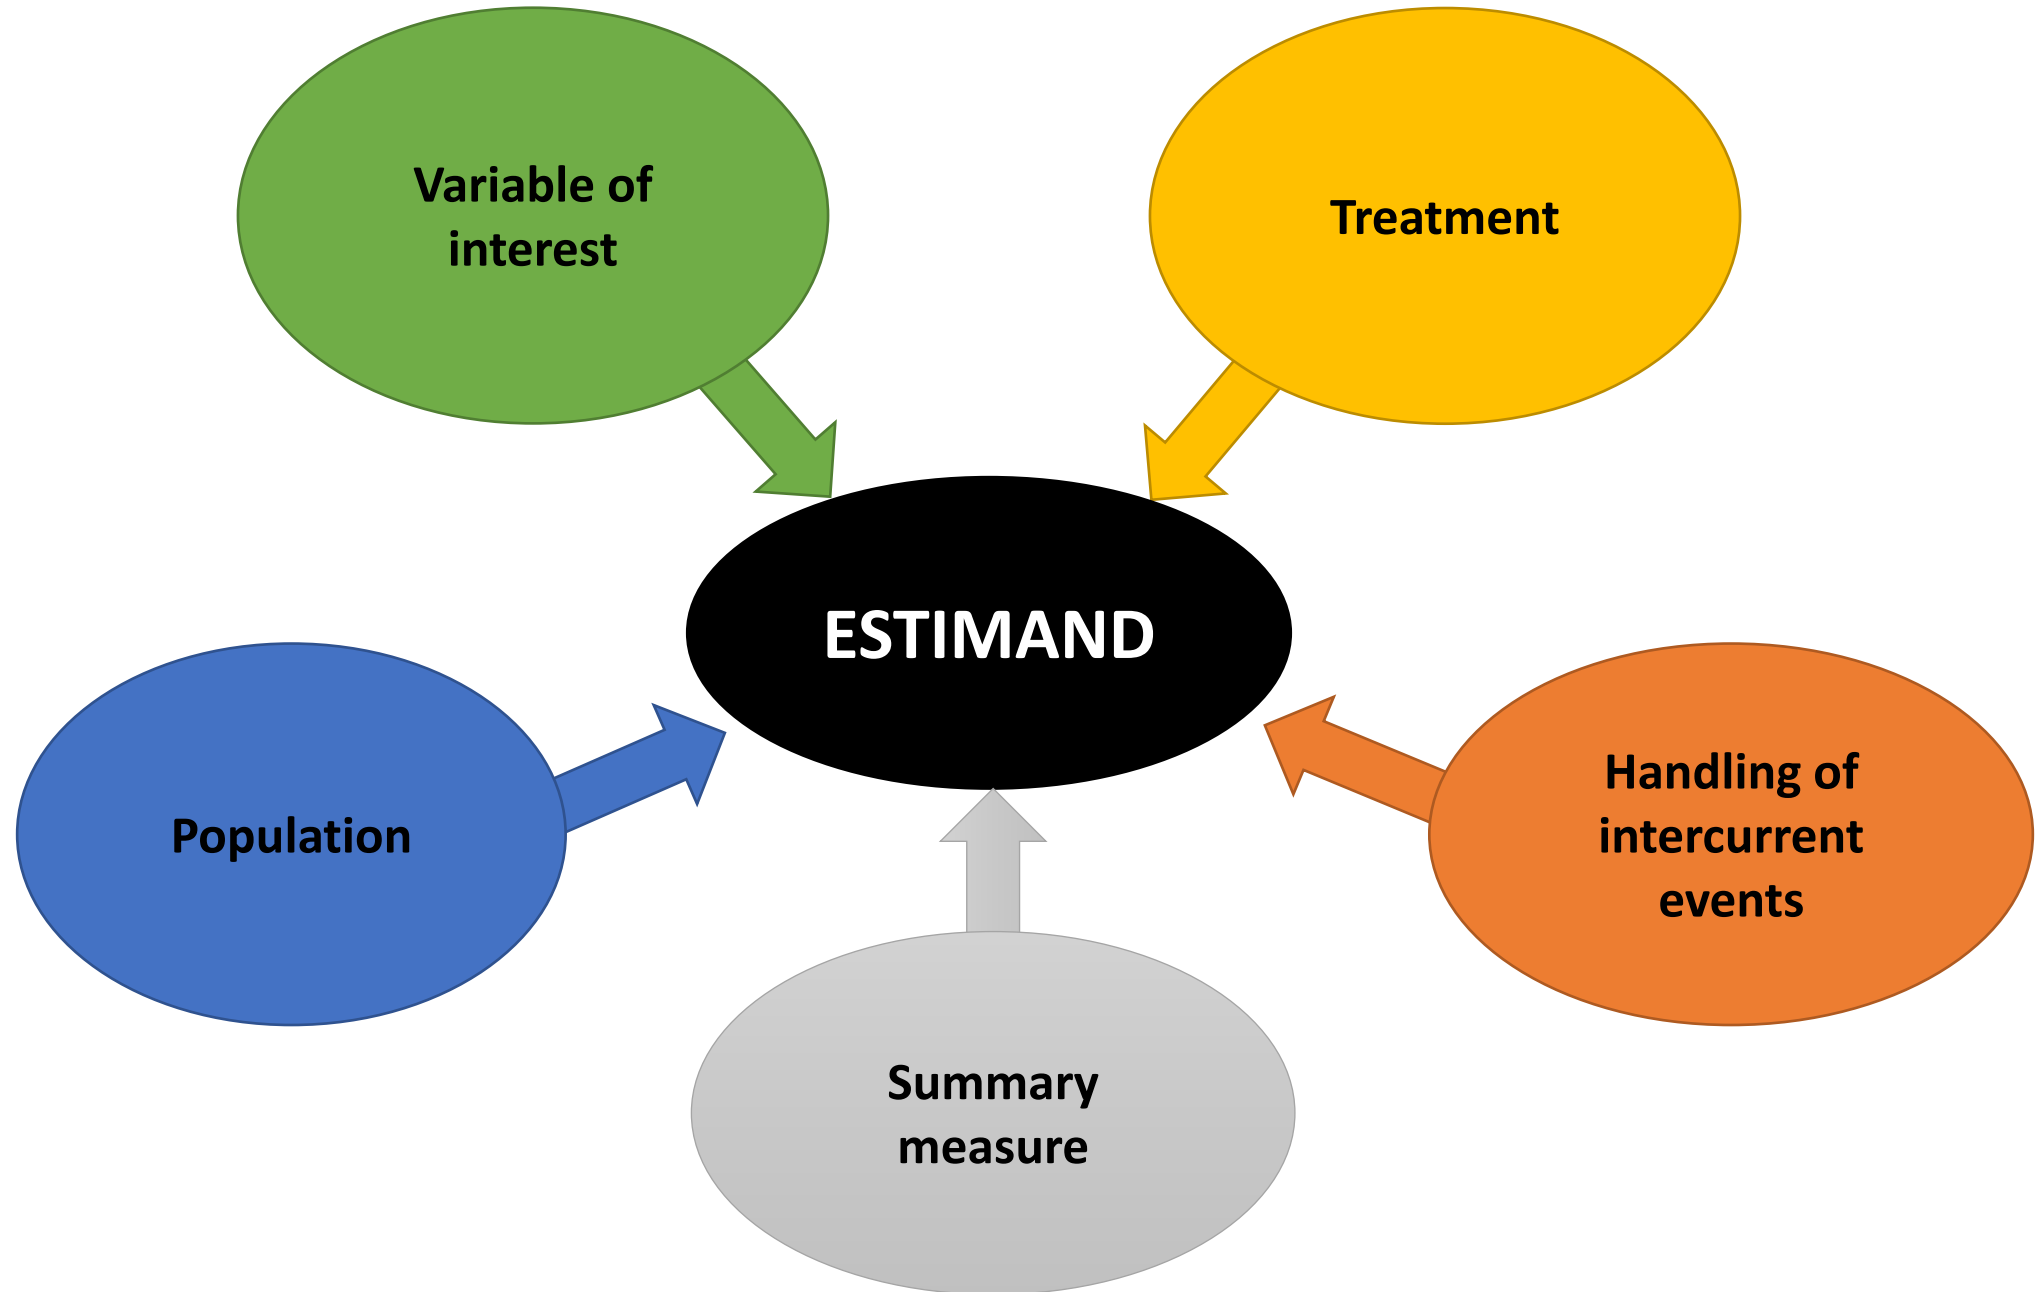 Variable of
interest
Treatment
ESTIMAND
Population
Handling of
intercurrent
events
Summary
measure